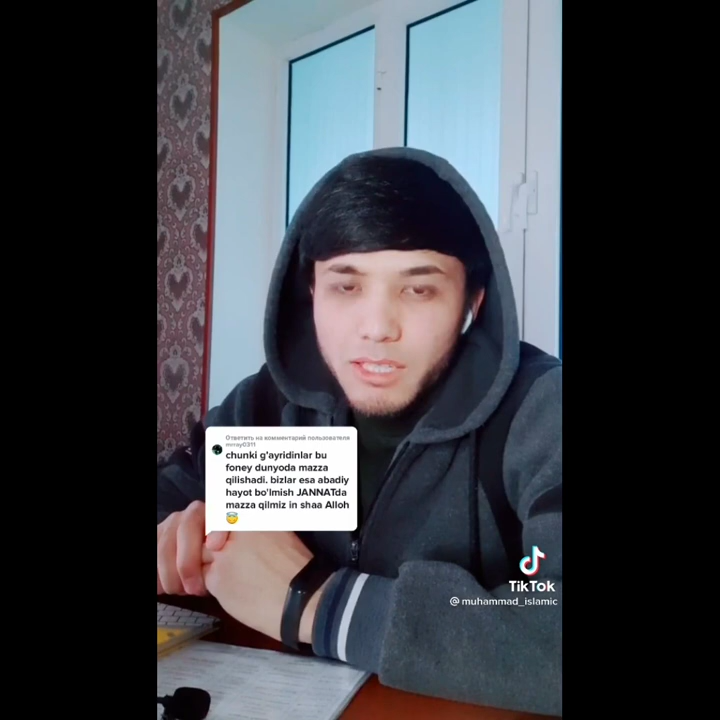 Ответить на комментарий пользователя
mrray0311
chunki g'ayridinlar bu
foney dunyoda mazza
qilishadi. bizlar esa abadiy
hayot bo'lmish JANNATda
mazza qilmiz in shaa Alloh
😇
TikTok
@muhammad_islamic